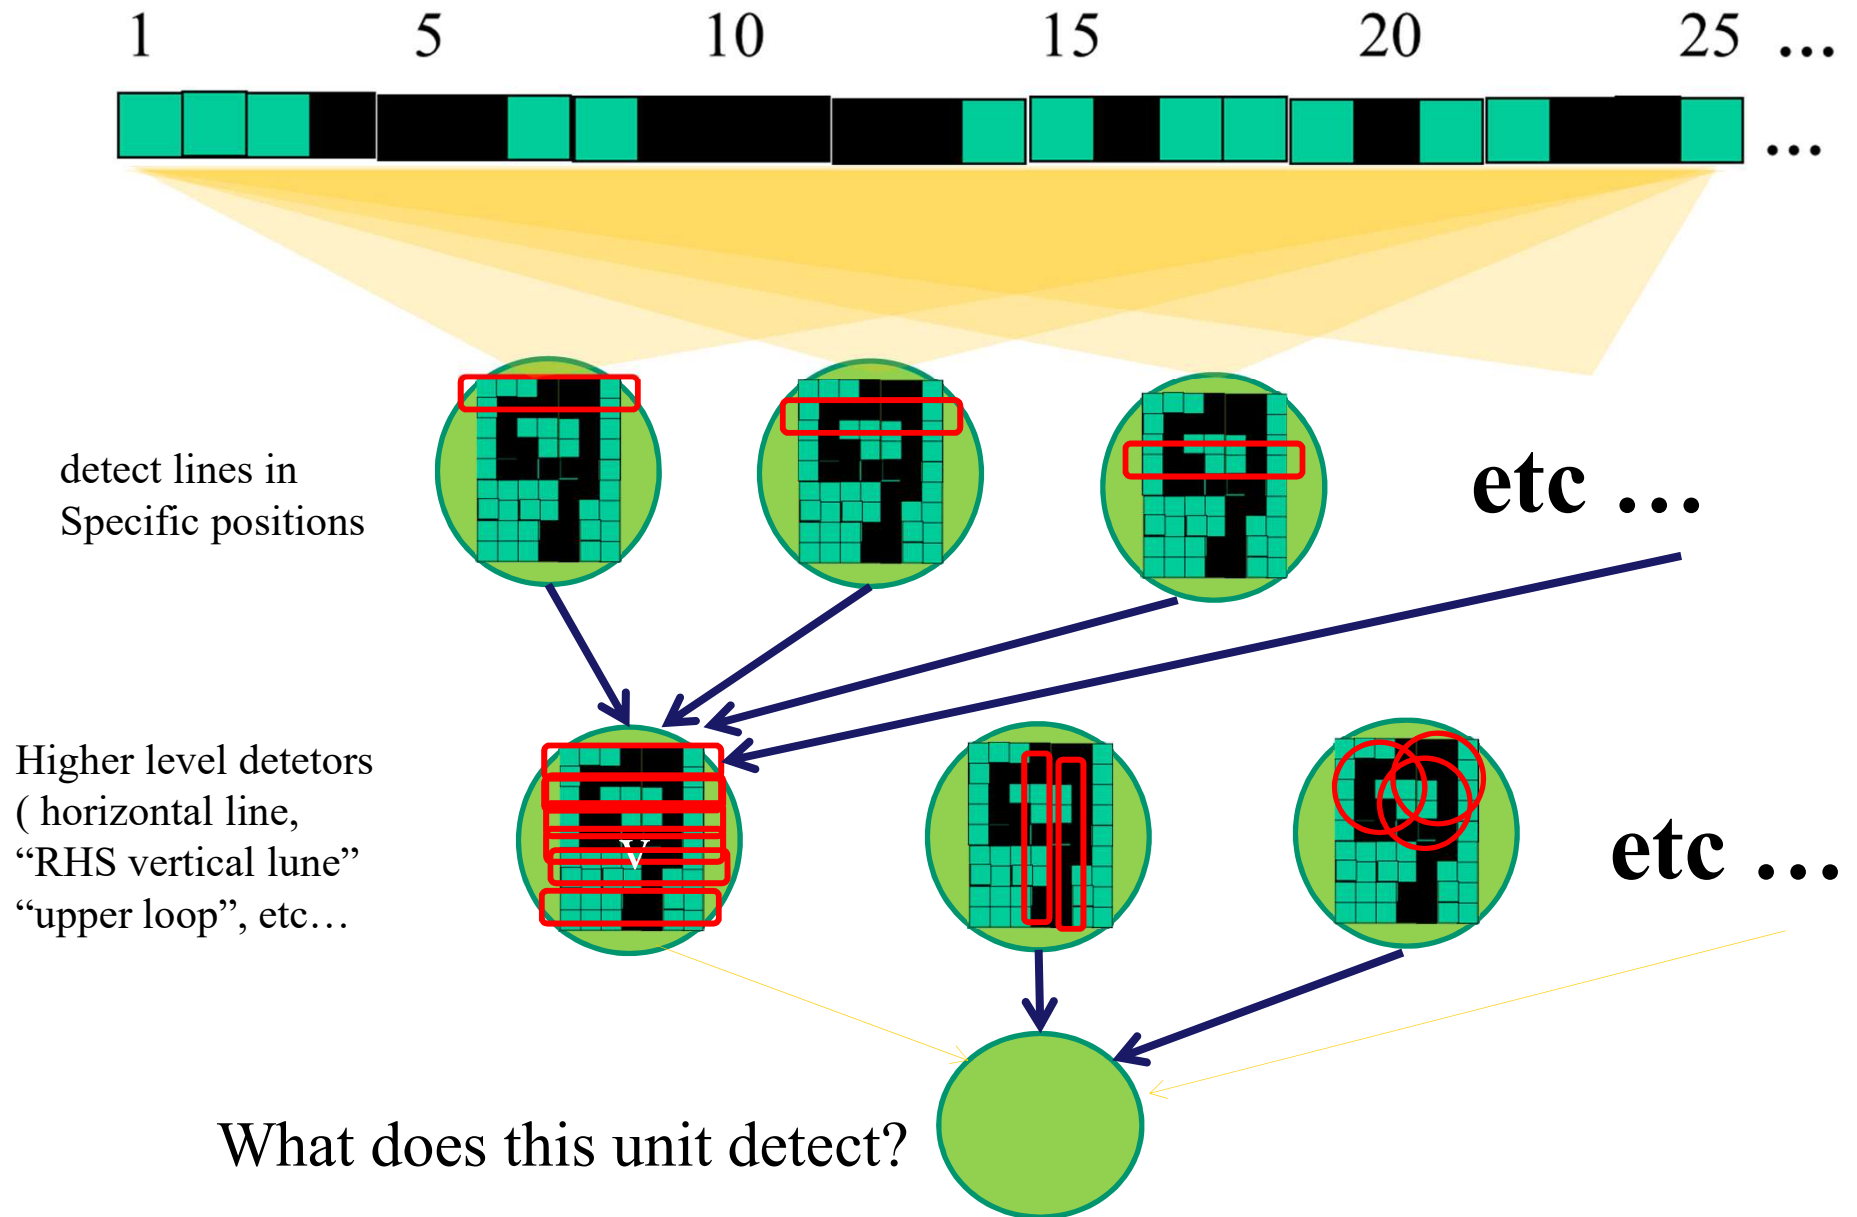 1 5 10 15 20 25 …
…
detect lines in
Specific positions
etc …
Higher level detetors
( horizontal line,
“RHS vertical lune”
“upper loop”, etc…
v
etc …
What does this unit detect?